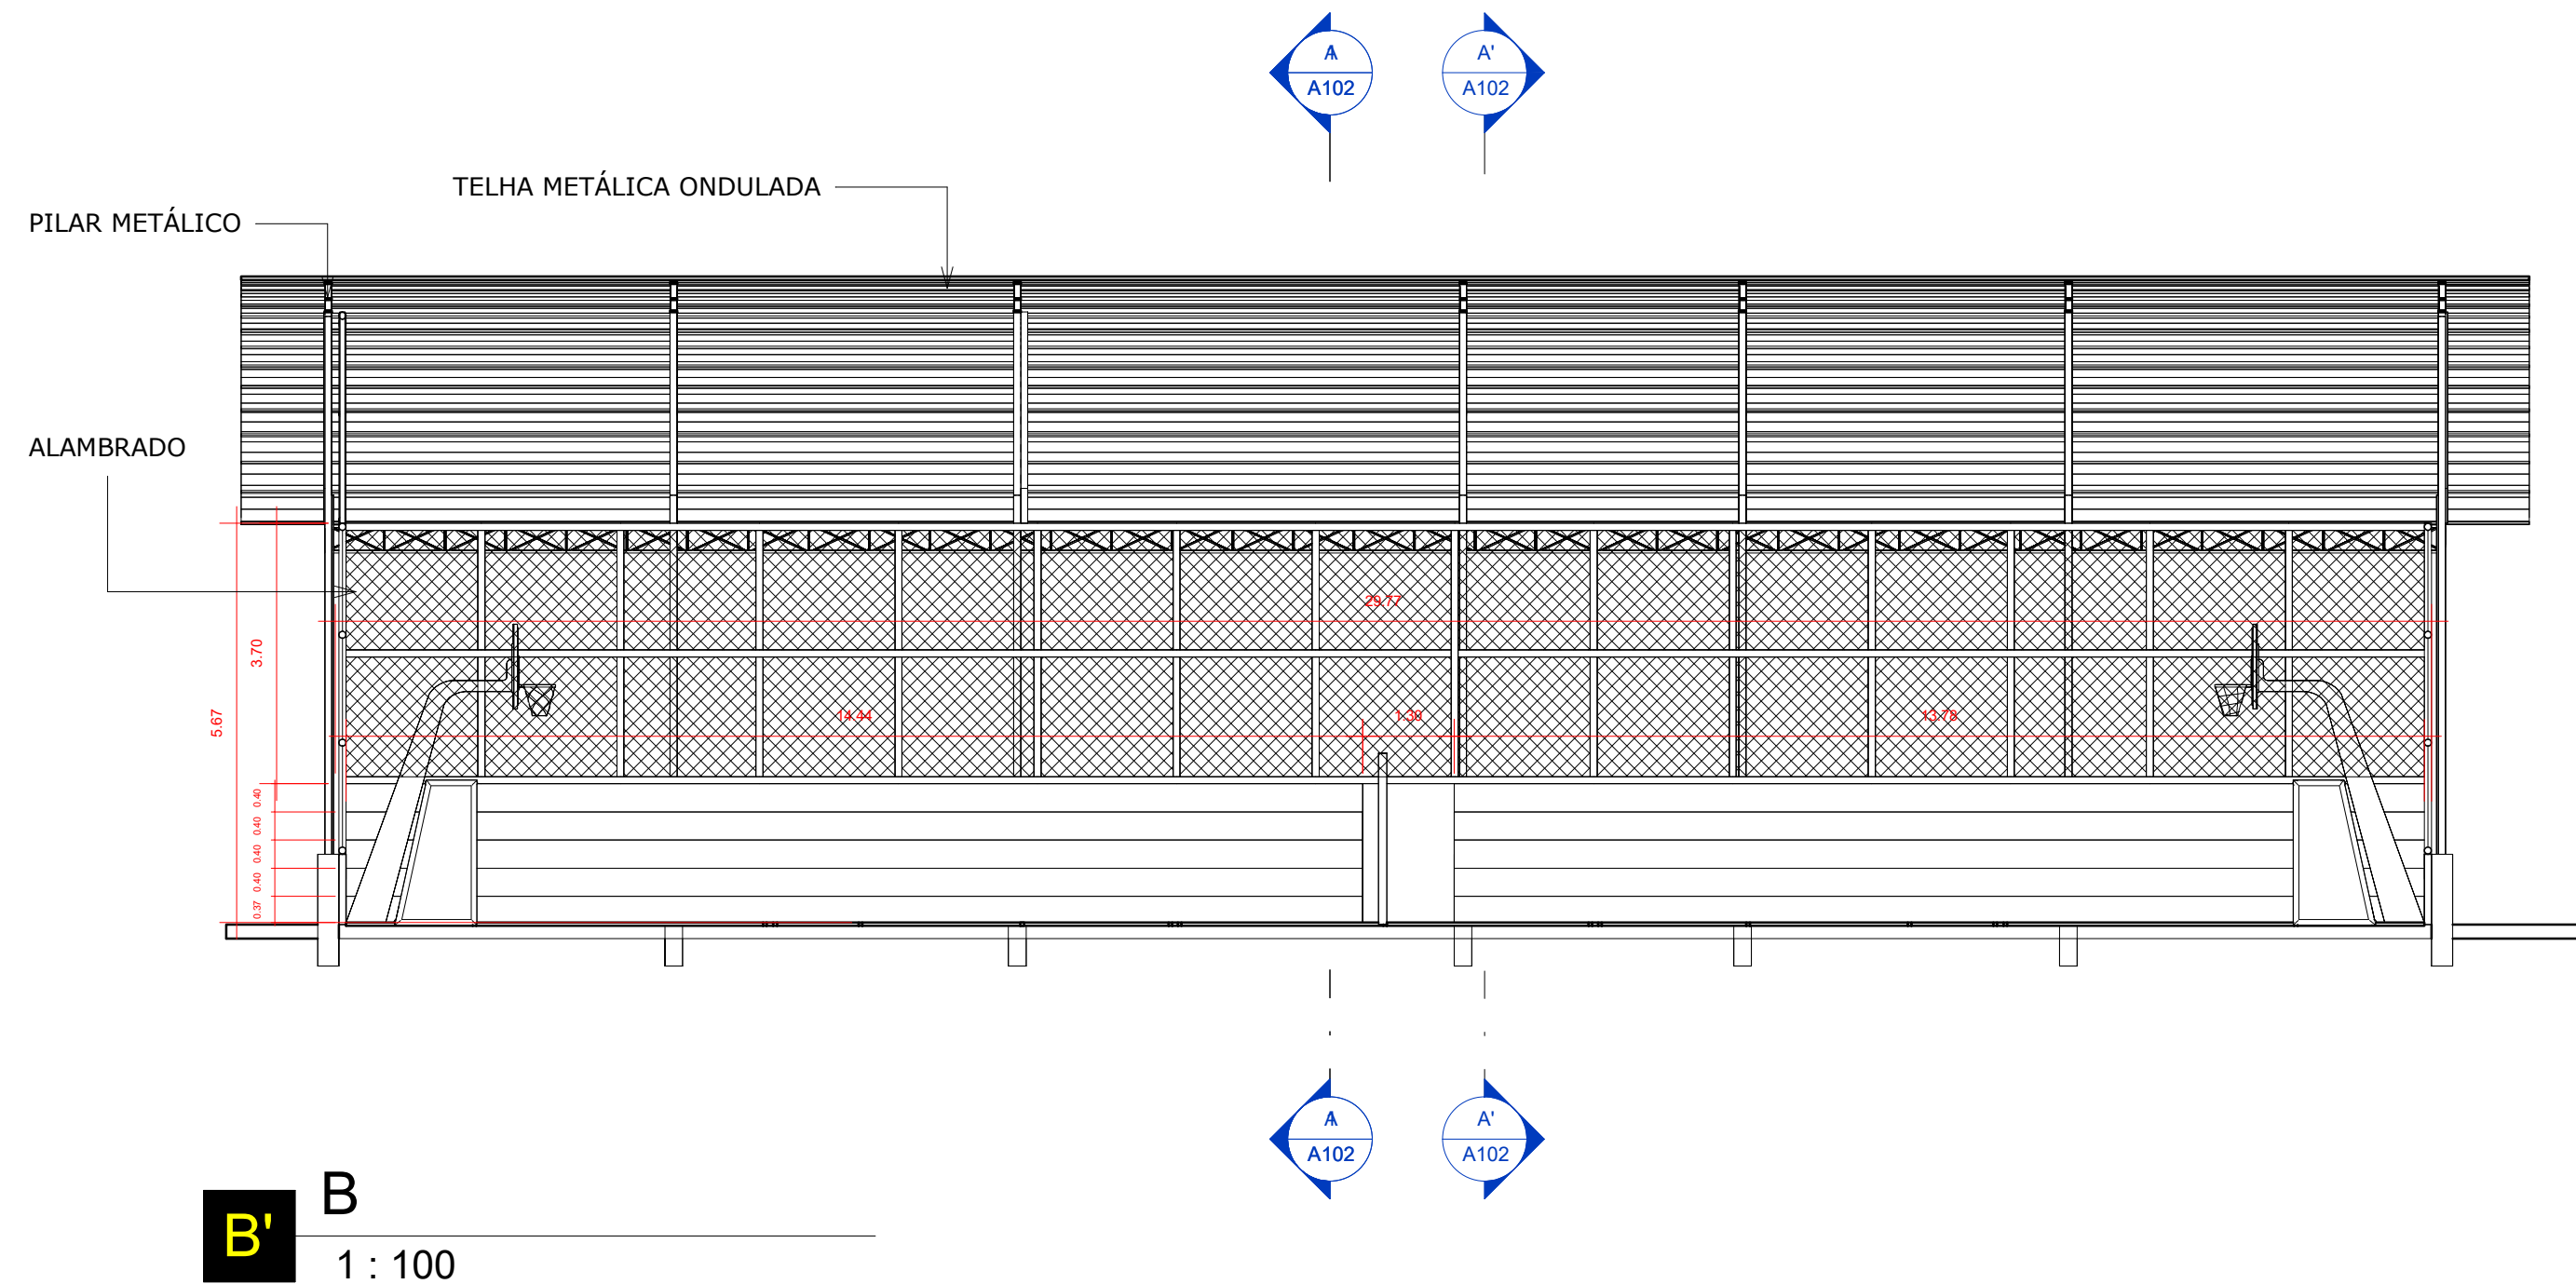 A
A102
A'
A102
TELHA METÁLICA ONDULADA
PILAR METÁLICO
ALAMBRADO
29.77
3.70
5.67
14.44
1.30
13.78
0.40
0.40
0.40
0.40
0.37
A
A102
A'
A102
B
B'
1 : 100